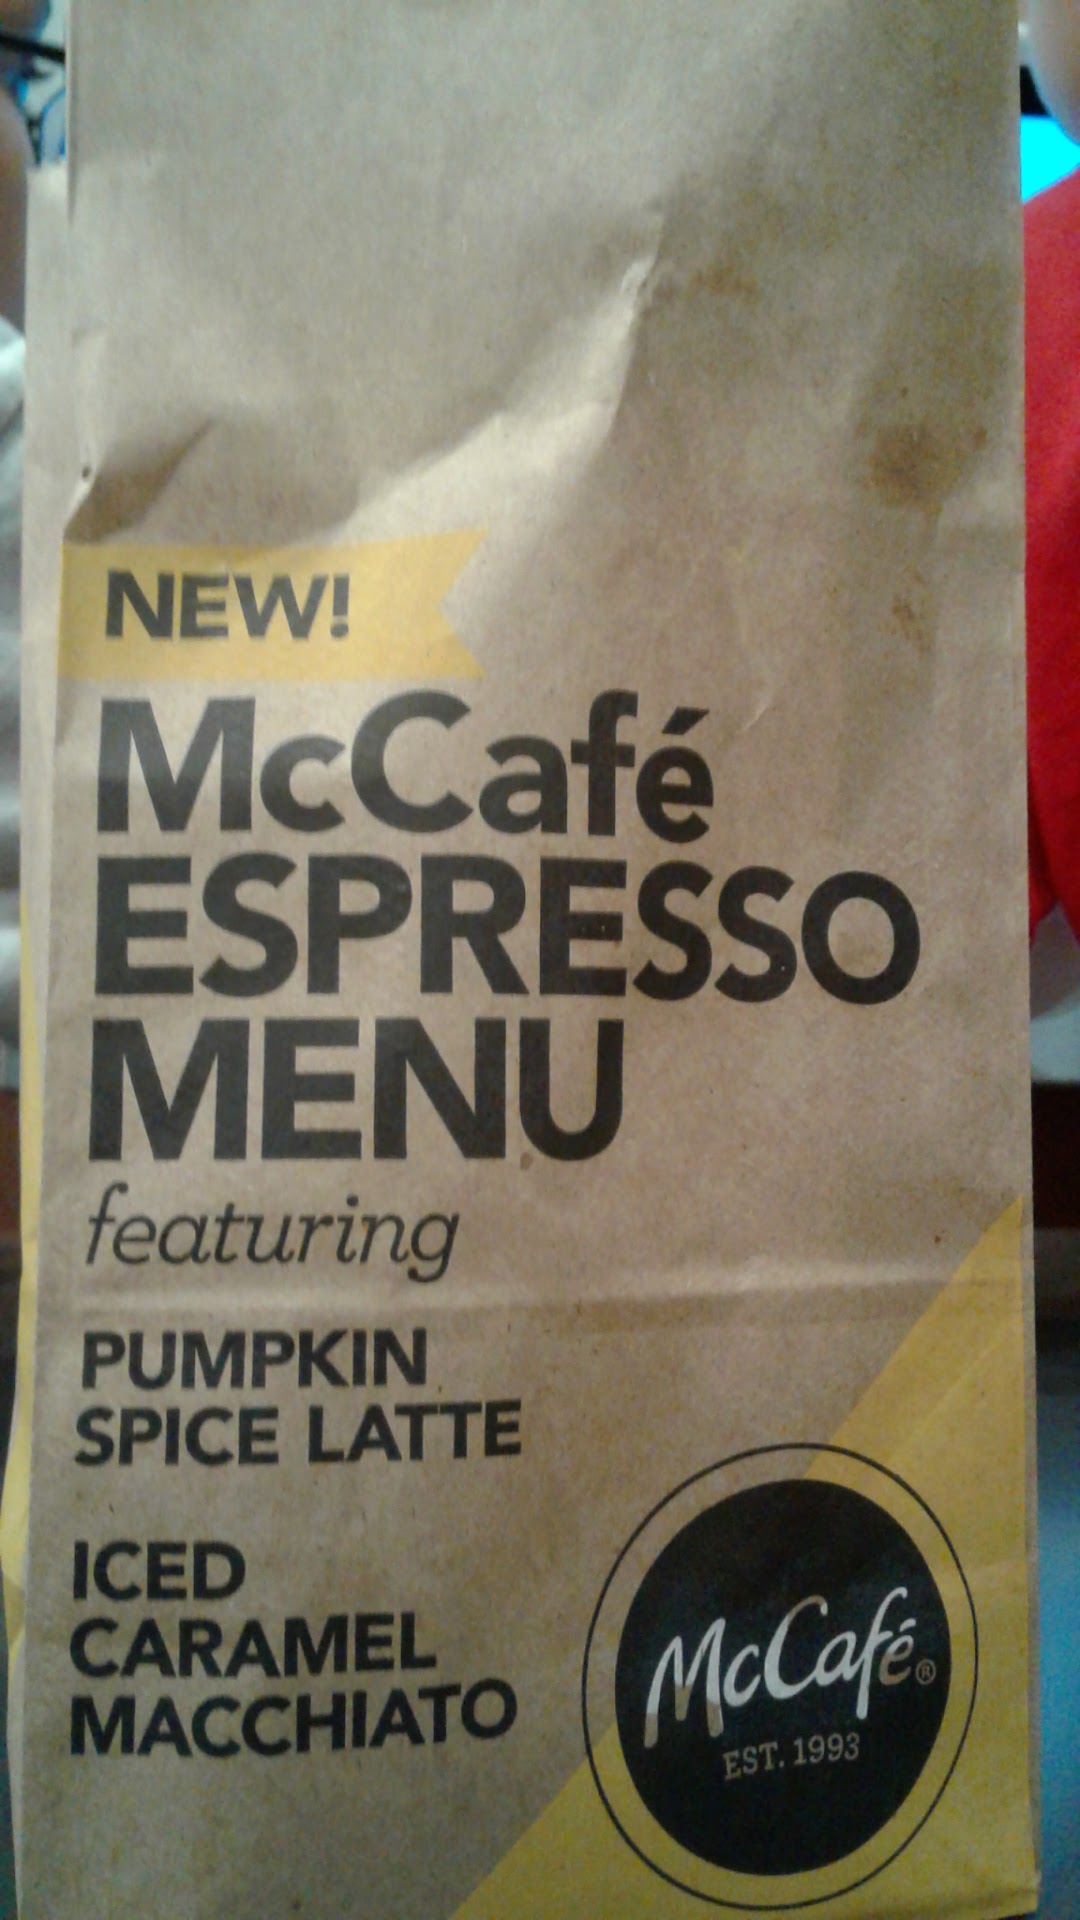 NEW!
McCafé
ESPRESSO
MENU
featuring
PUMPKIN
SPICE LATTE
ICED
CARAMEL
MACCHIATO
McCafé®
EST. 1993